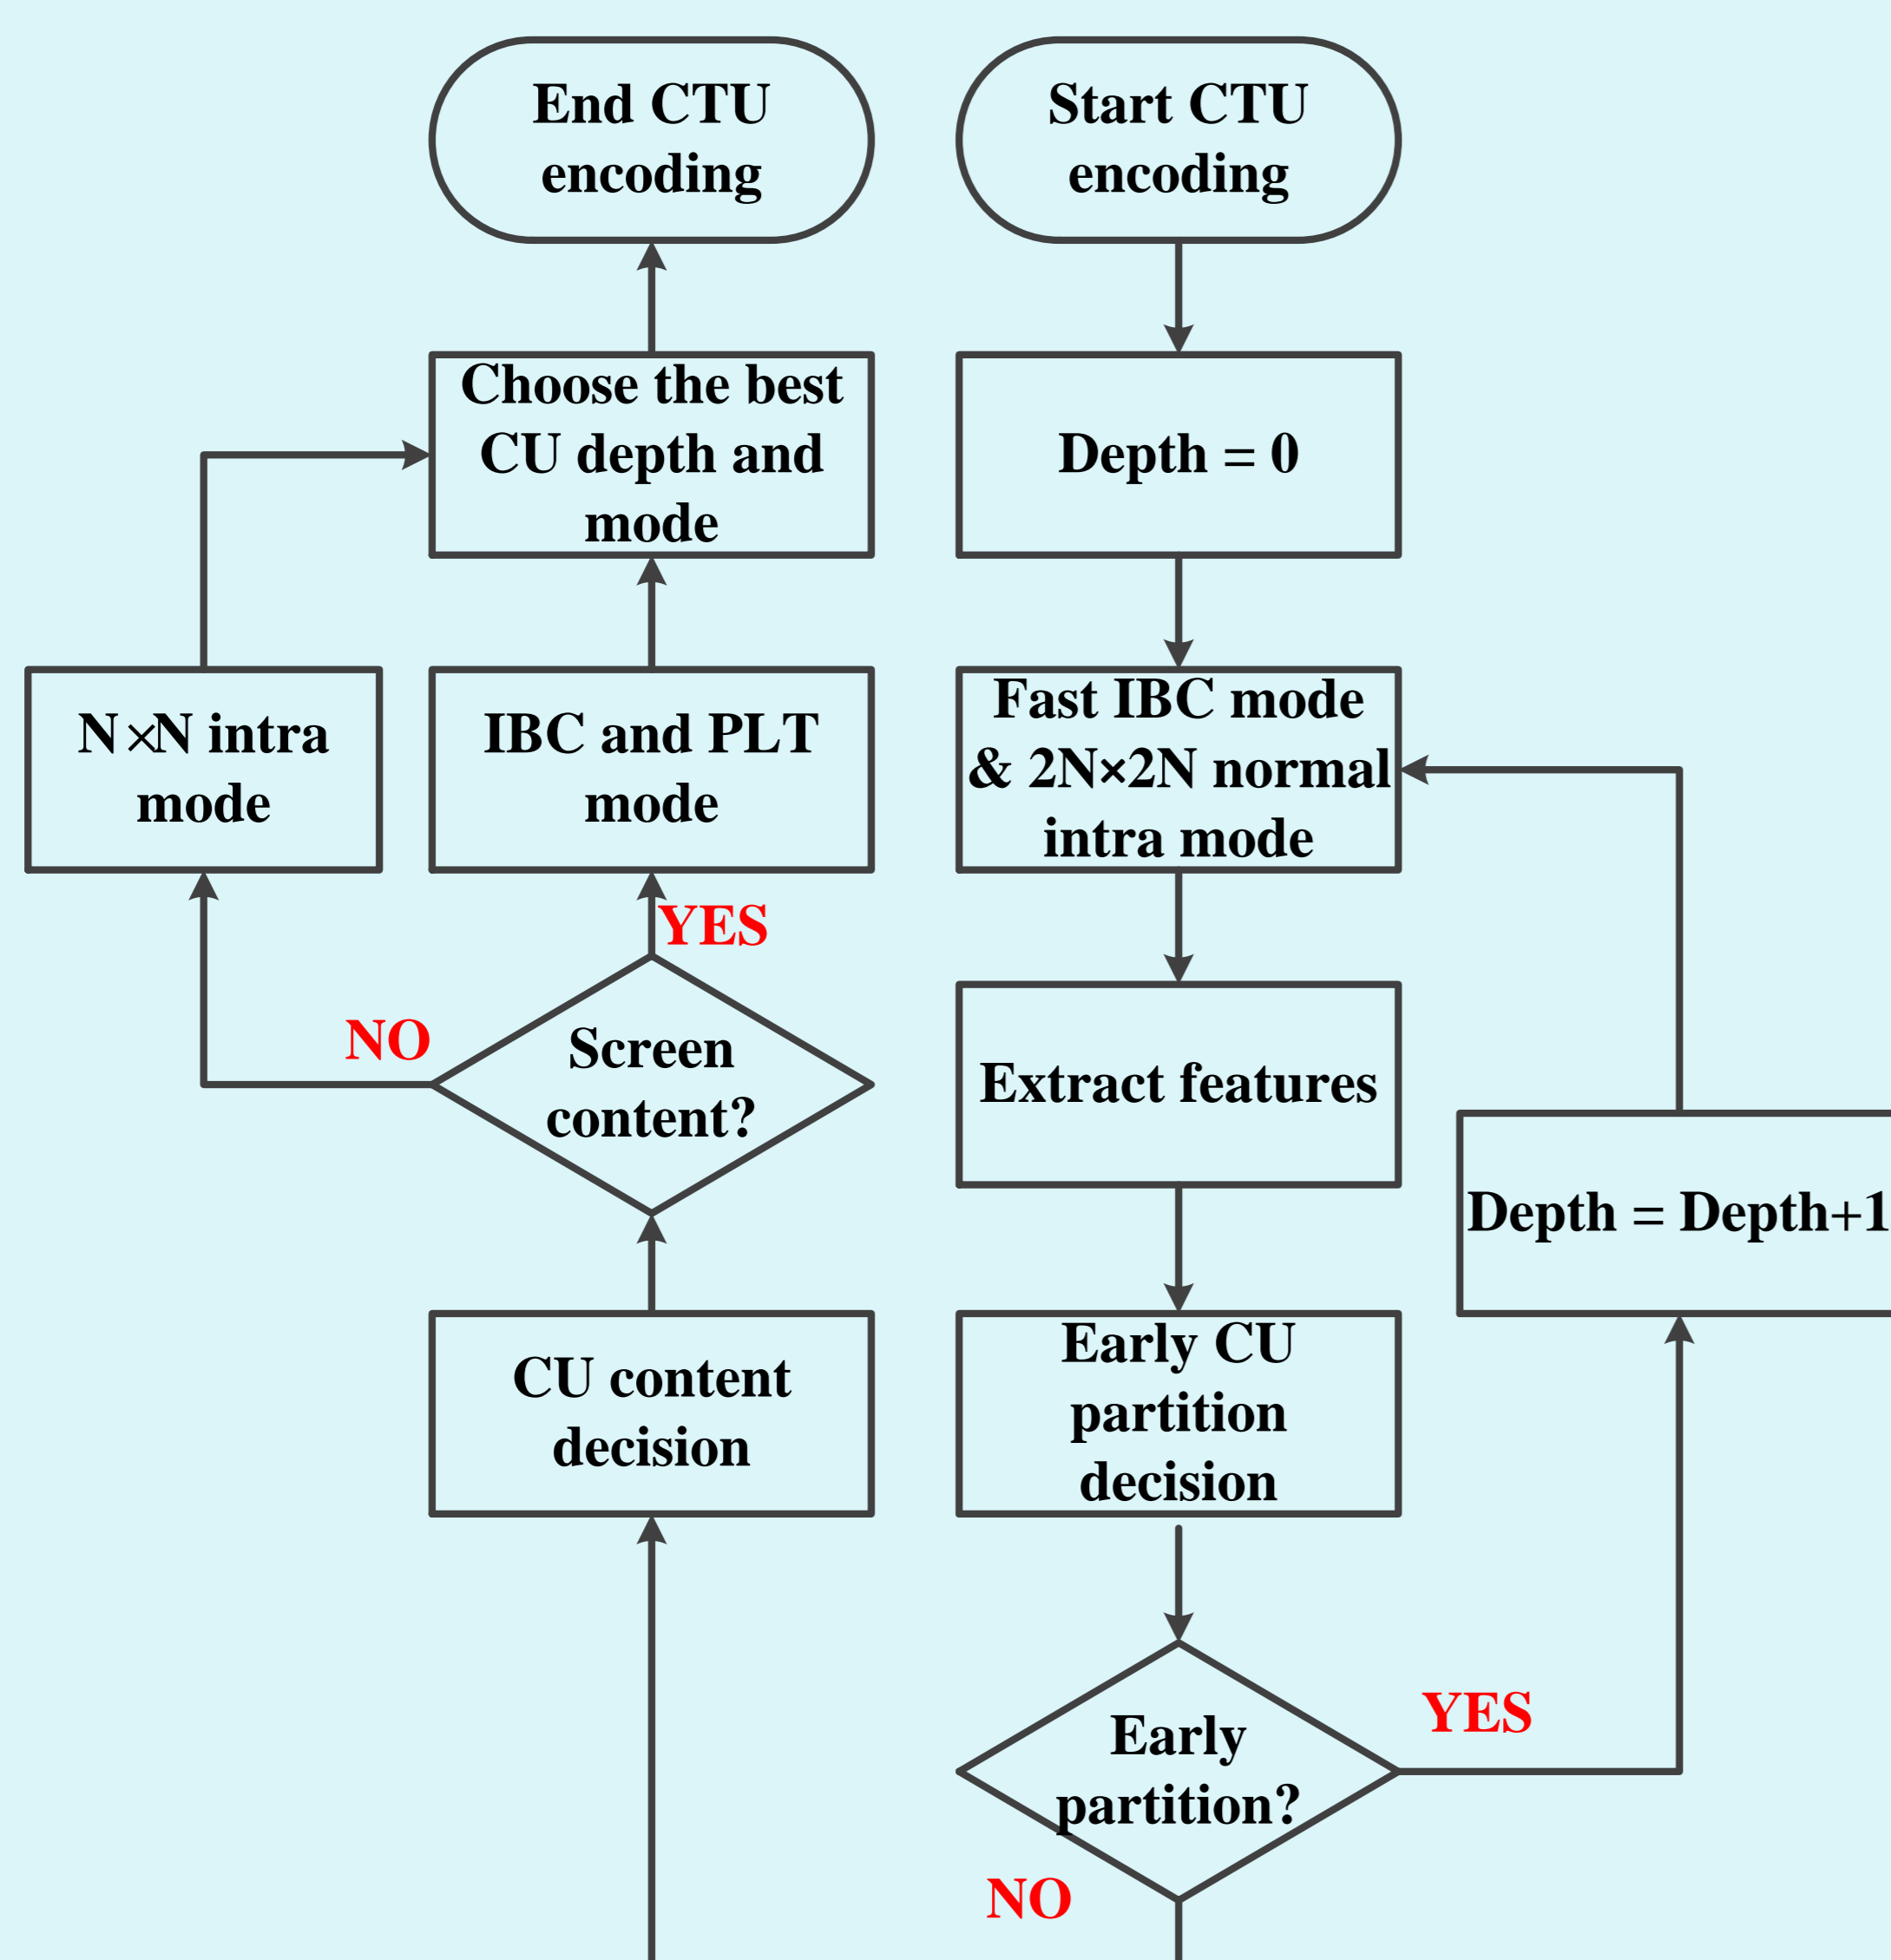 End CTU
encoding
Start CTU
encoding
Choose the best
CU depth and
mode
Depth = 0
N×N intra
mode
IBC and PLT
mode
Fast IBC mode
& 2N×2N normal
intra mode
YES
NO
Screen
content?
Extract features
Depth = Depth+1
CU content
decision
Early CU
partition
decision
YES
Early
partition?
NO